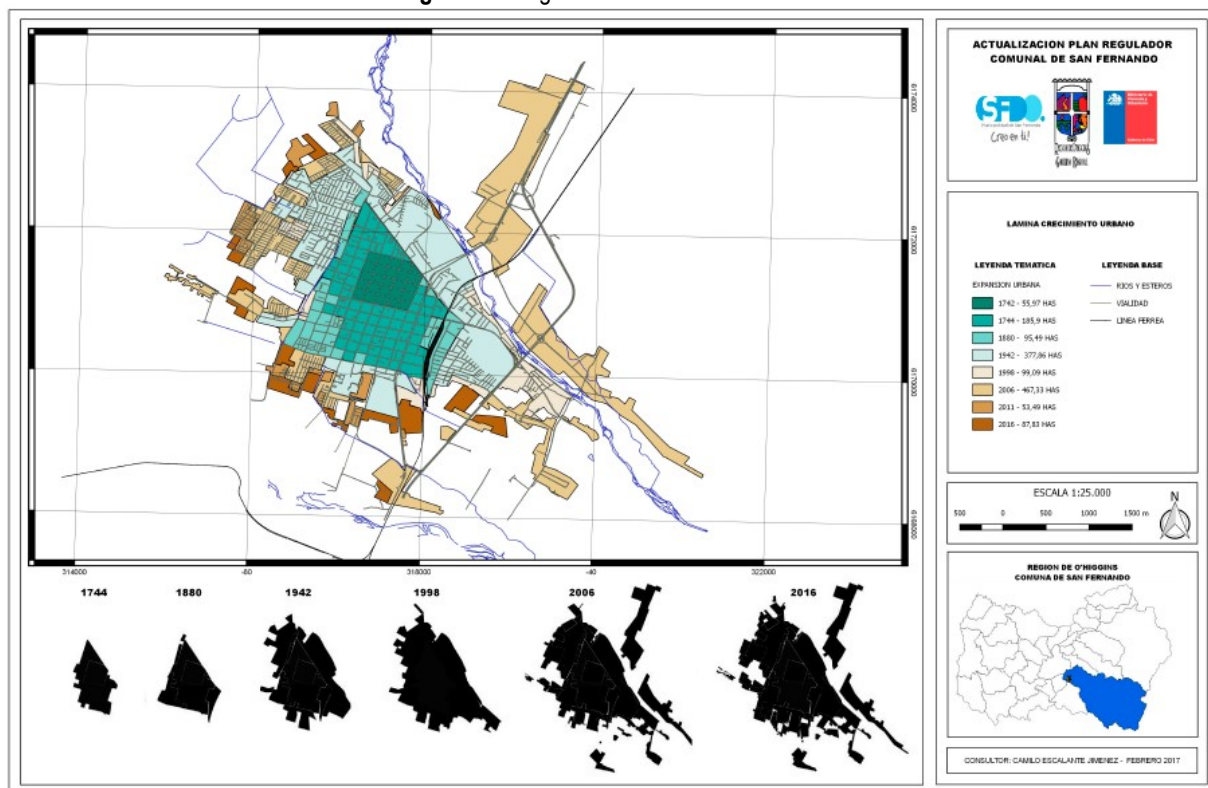 6174000
6172000
6170000
6168000
314000
-60
318000
-40
322000
1744
1880
1942
1998
2006
2016
ACTUALIZACION PLAN REGULADOR
COMUNAL DE SAN FERNANDO
SFDO.
Creo en ti!
LAMINA CRECIMIENTO URBANO
LEYENDA TEMATICA
LEYENDA BASE
EXPANSION URBANA
RIOS Y ESTEROS
1742 - 55,97 HAS
VIALIDAD
1744 - 185,9 HAS
LINEA FERREA
1880 - 95,49 HAS
1942 - 377,86 HAS
1998 - 99,09 HAS
2006 - 467,33 HAS
2011 - 53,49 HAS
2016 - 87,83 HAS
ESCALA 1:25.000
N
500 0 500 1000 1500 m
REGION DE O'HIGGINS
COMUNA DE SAN FERNANDO
CONSULTOR: CAMILO ESCALANTE JIMENEZ - FEBRERO 2017